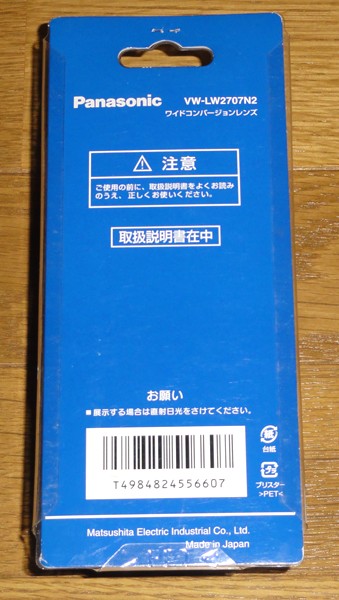 Panasonic
VW-LW2707N2
ワイドコンバージョンレンズ
注意
ご使用の前に、取扱説明書をよくお読み
のうえ、正しくお使いください。
取扱説明書在中
お願い
■展示する場合は直射日光をさけてください。
T4984824556607
紙
台紙
プラ
ブリスター
>PET<
Matsushita Electric Industrial Co., Ltd.
Made in Japan